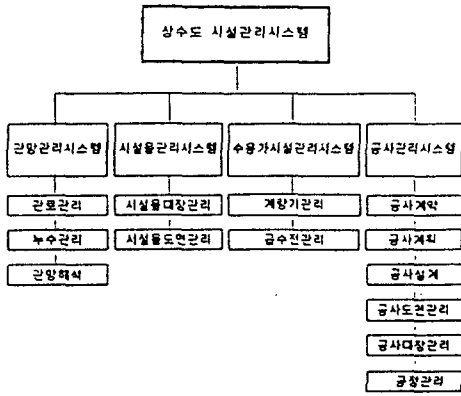 상수도 시설관리시스템
관망관리시스템
시설물관리시스템
수용가시설관리시스템
공사관리시스템
관로관리
누수관리
관망해석
시설물대장관리
시설물도면관리
계량기관리
급수전관리
공사계약
공사계획
공사설계
공사도면관리
공사대장관리
공정관리